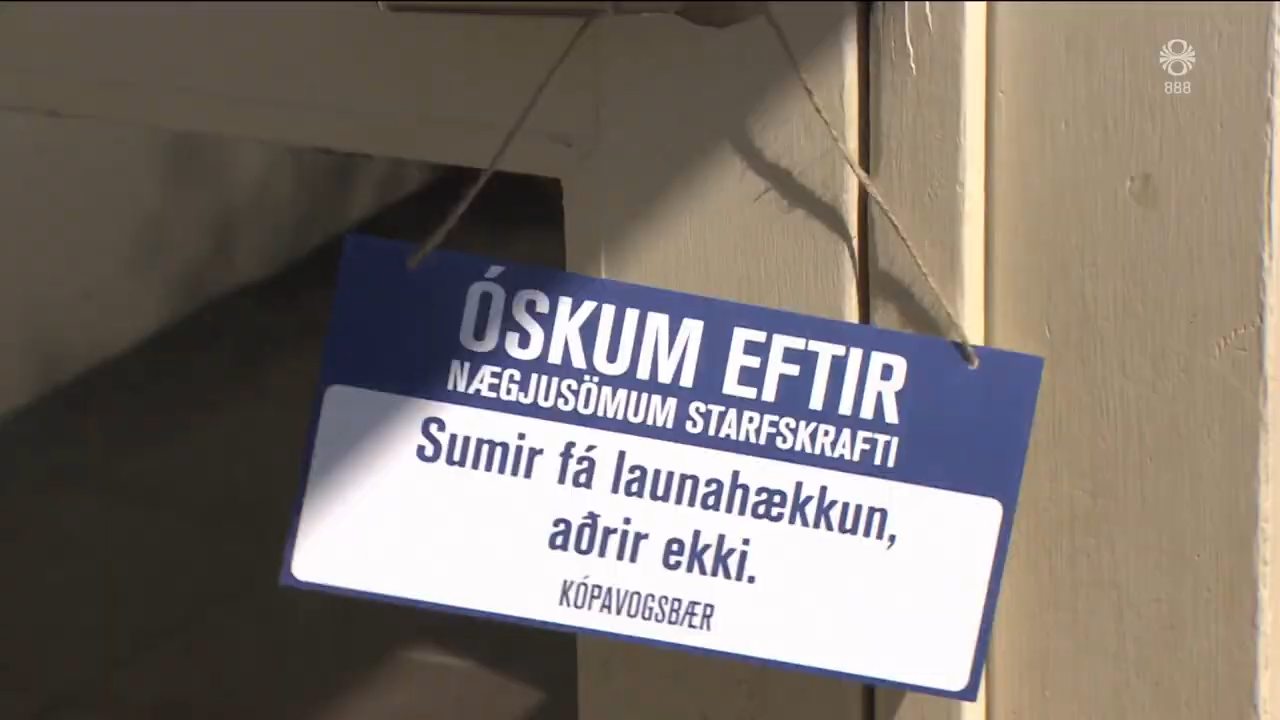 888
ÓSKUM EFTIR
NÆGJUSÖMUM STARFSKRAFTI
Sumir fá launahækkun,
aðrir ekki.
KÓPAVOGSBÆR